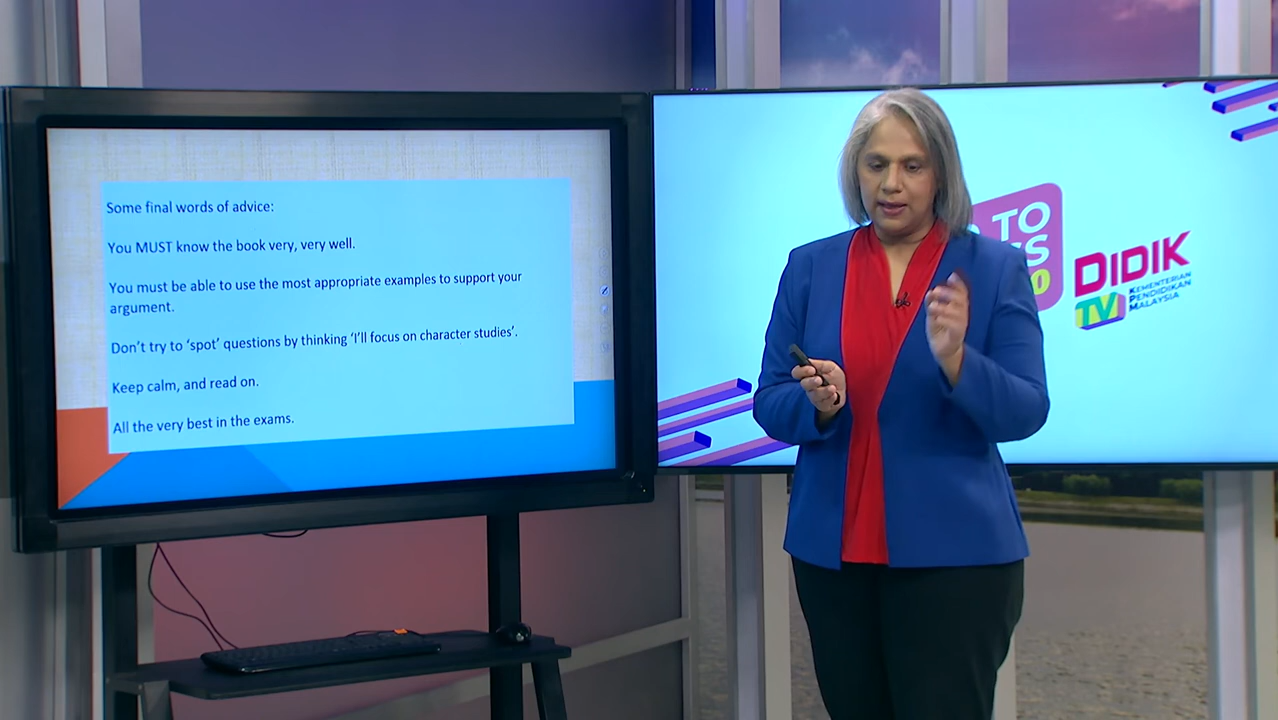 Some final words of advice:
You MUST know the book very, very well.
You must be able to use the most appropriate examples to support your
argument.
Don't try to 'spot' questions by thinking 'I'll focus on character studies'.
Keep calm, and read on.
All the very best in the exams.
TO
DIDIK
TV
KEMENTERIAN
PENDIDIKAN
MALAYSIA